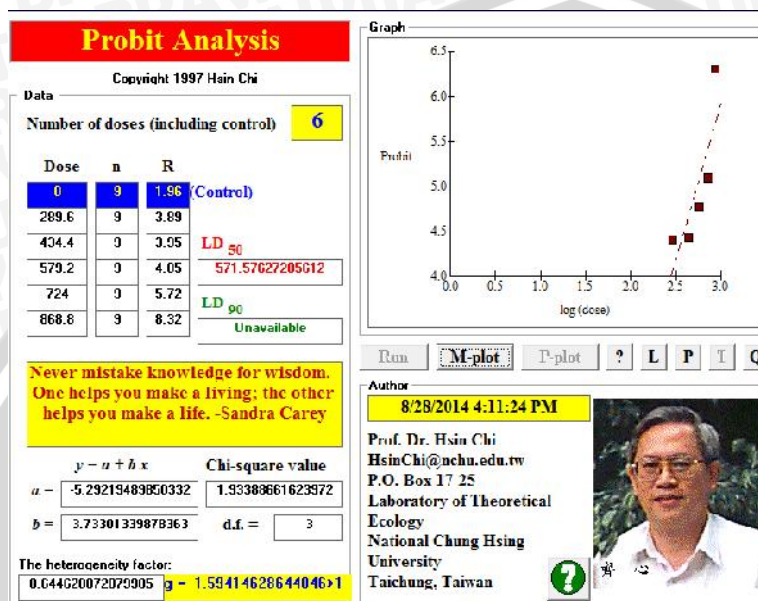 Probit Analysis
Copyright 1997 Hsin Chi
Data
Number of doses (including control) 6
Dose n R
0 9 1.96 (Control)
289.6 9 3.89
434.4 9 3.95
LD 50
579.2 9 4.05
571.57627205612
724 9 5.72
LD 90
868.8 9 8.32
Unavailable
Never mistake knowledge for wisdom.
One helps you make a living; the other
helps you make a life. -Sandra Carey
y = a + b x Chi-square value
a = -5.29219489850332 1.93388661623972
b = 3.73301339878363 d.f. = 3
The heterogeneity factor:
0.644620072079905 g = 1.59414628644046>1
Graph
6.5
6.0
5.5
Probit
5.0
4.5
4.0
0.0 0.5 1.0 1.5 2.0 2.5 3.0
log (dose)
Run M-plot P-plot ? L P T Q
Author
8/28/2014 4:11:24 PM
Prof. Dr. Hsin Chi
HsinChi@nchu.edu.tw
P.O. Box 17-25
Laboratory of Theoretical
Ecology
National Chung Hsing
University
Taichung, Taiwan
?
齊 心